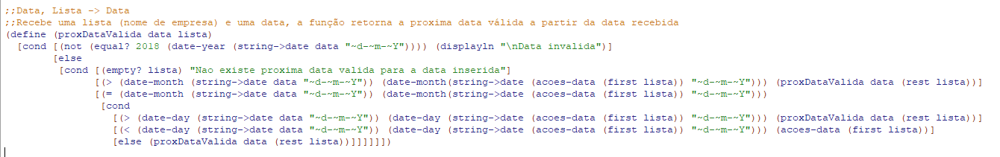 ;;Data, Lista -> Data
;;Recebe uma lista (nome de empresa) e uma data, a função retorna a proxima data válida a partir da data recebida
(define (proxDataValida data lista)
  [cond [(not (equal? 2018 (date-year (string->date data "~d-~m-~Y")))) (displayln "\nData invalida")]
        [else
         [cond [(empty? lista) "Nao existe proxima data valida para a data inserida"]
               [(> (date-month (string->date data "~d-~m-~Y")) (date-month(string->date (acoes-data (first lista)) "~d-~m-~Y"))) (proxDataValida data (rest lista))]
               [(= (date-month (string->date data "~d-~m-~Y")) (date-month(string->date (acoes-data (first lista)) "~d-~m-~Y")))
                [cond
                  [(> (date-day (string->date data "~d-~m-~Y")) (date-day (string->date (acoes-data (first lista)) "~d-~m-~Y"))) (proxDataValida data (rest lista))]
                  [(< (date-day (string->date data "~d-~m-~Y")) (date-day (string->date (acoes-data (first lista)) "~d-~m-~Y"))) (acoes-data (first lista))]
                  [else (proxDataValida data (rest lista))]]]]]])